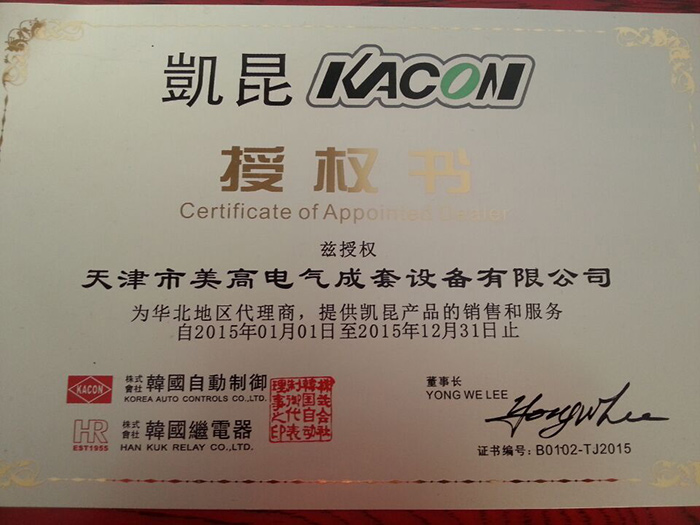 凱昆 KACON
授权书
Certificate of Appointed Dealer
兹授权
天津市美高电气成套设备有限公司
为华北地区代理商，提供凯昆产品的销售和服务
自2015年01月01日至2015年12月31日止
KACON
株式會社 韓國自動制御
KOREA AUTO CONTROLS CO.,LTD.
HR
EST1955
株式會社 韓國繼電器
HAN KUK RELAY CO.,LTD.
董事长
YONG WE LEE
证书编号: B0102-TJ2015